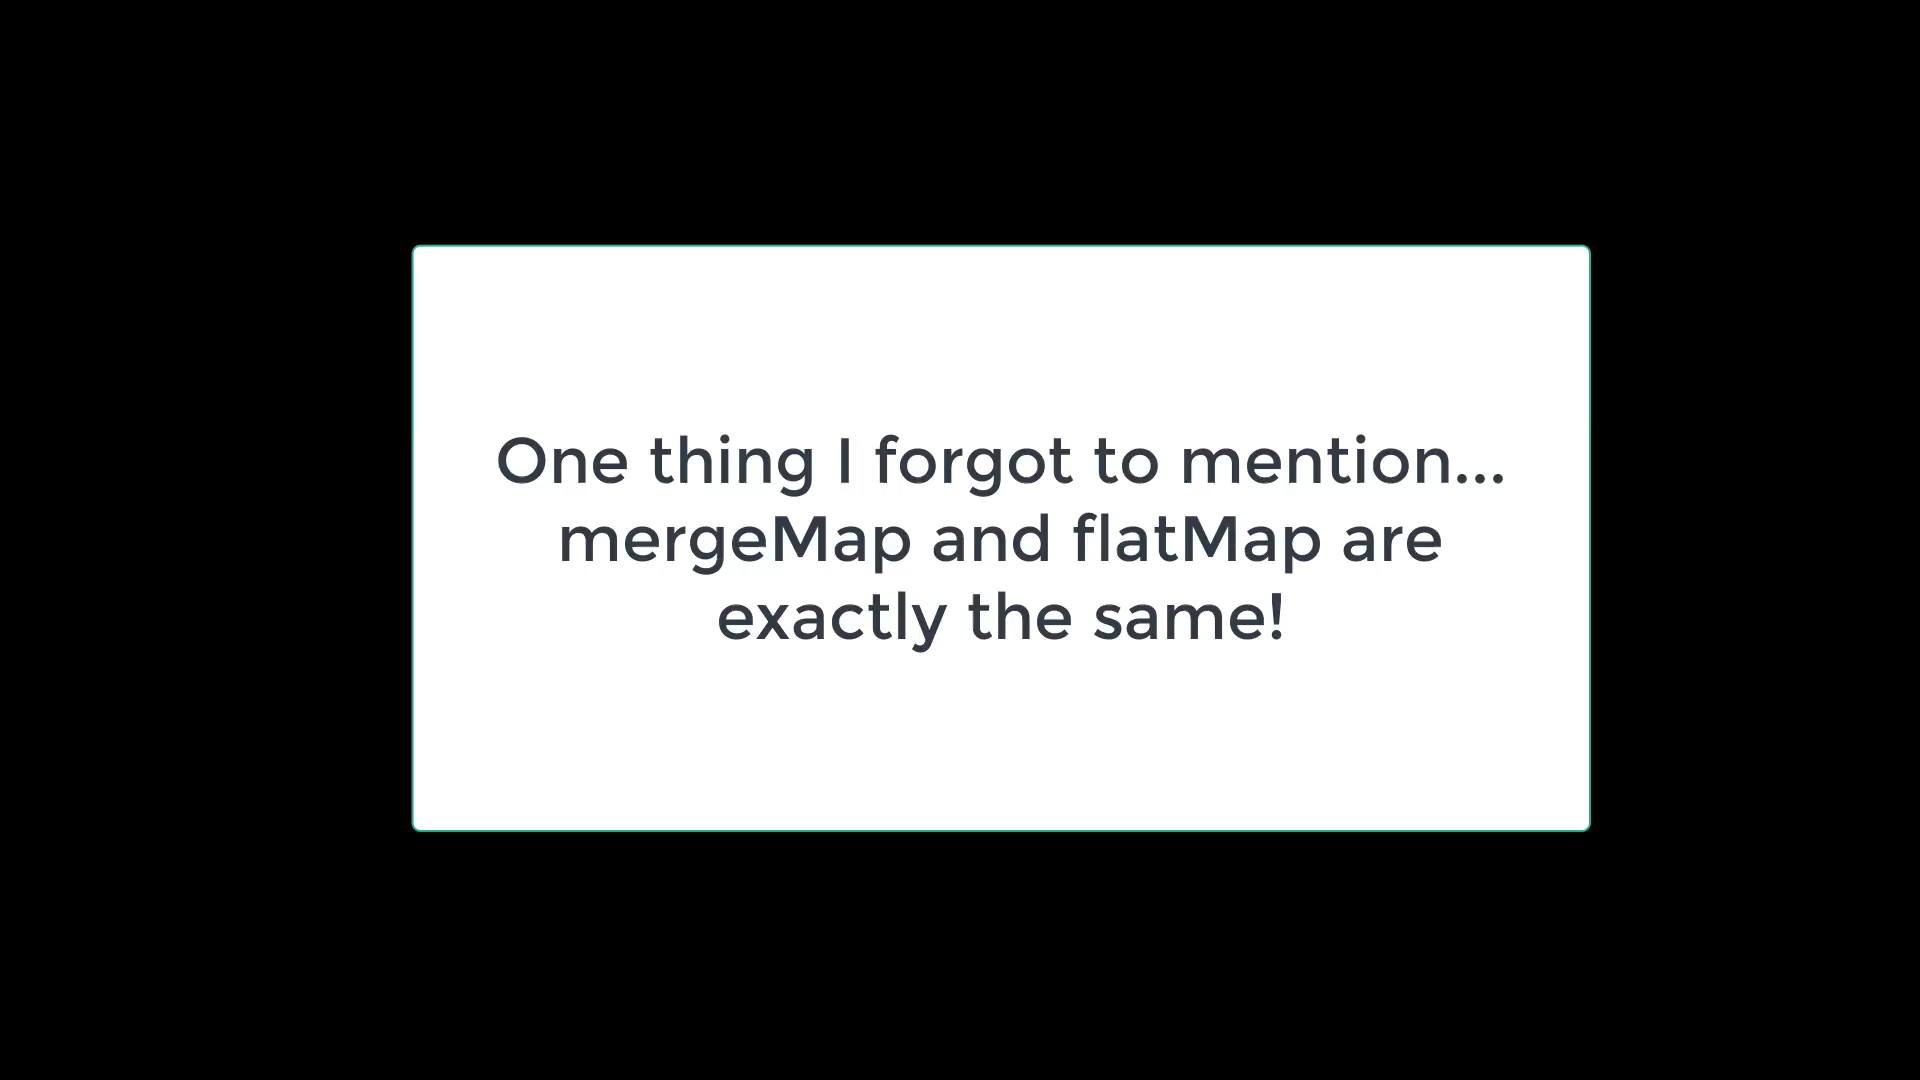 One thing I forgot to mention...
mergeMap and flatMap are
exactly the same!